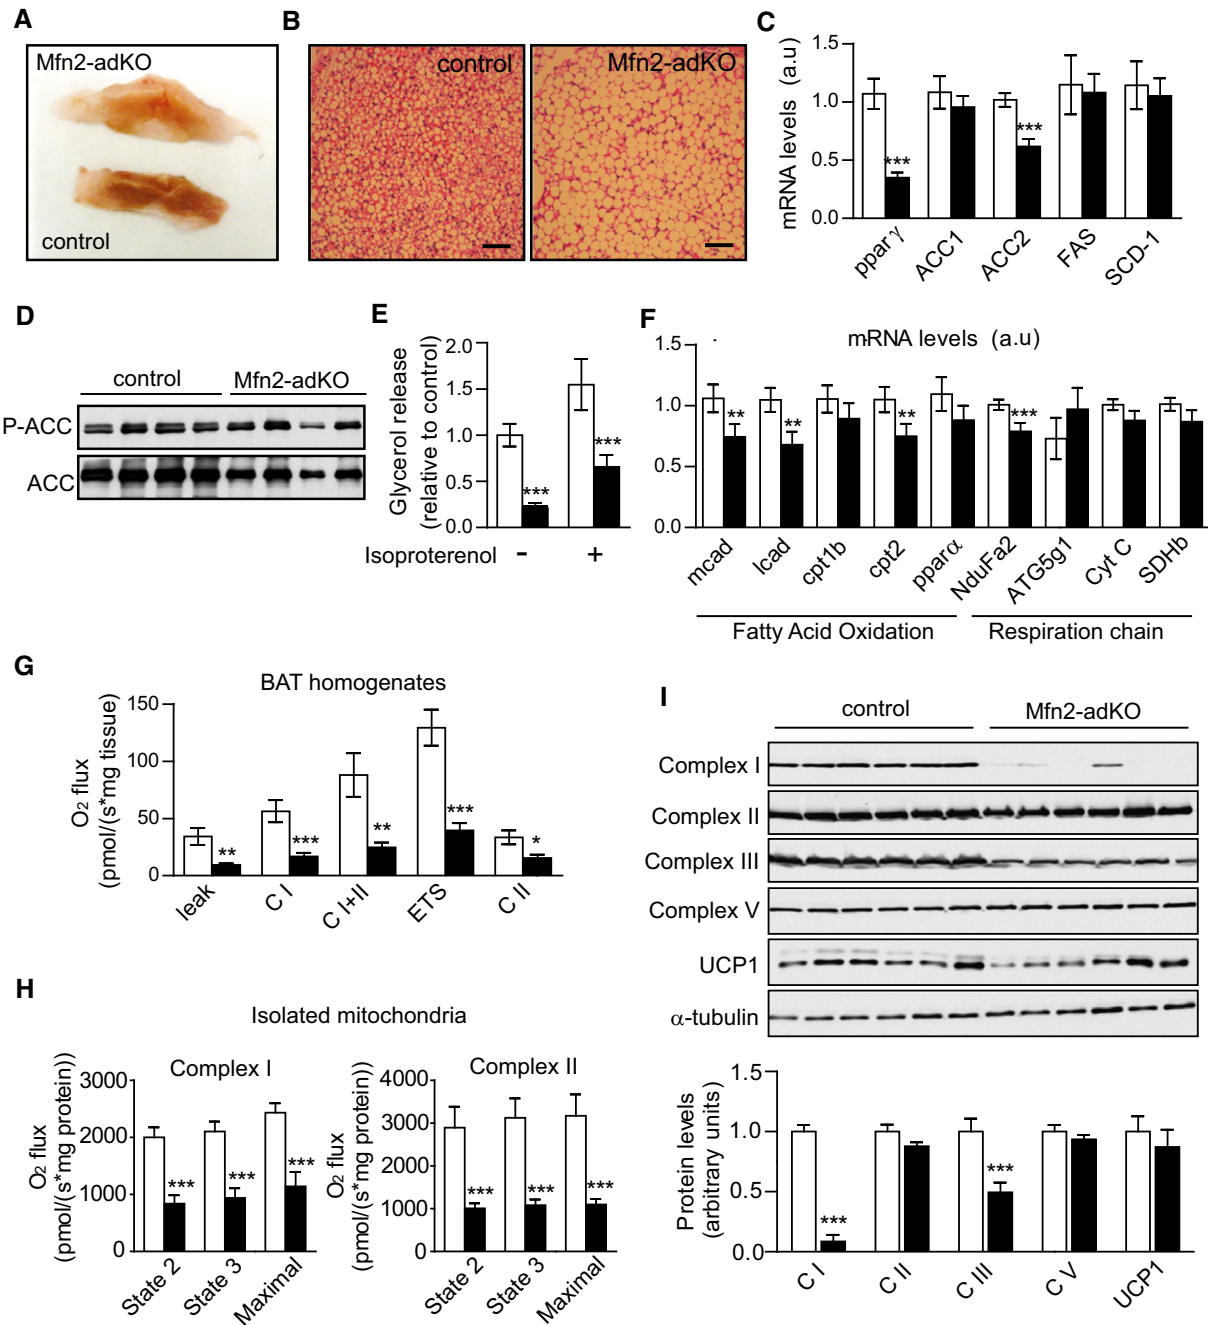 A
Mfn2-adKO
control
B
control
Mfn2-adKO
C
mRNA levels (a.u)
1.5
1.0
0.5
0.0
***
***
pparγ
ACC1
ACC2
FAS
SCD-1
D
control
Mfn2-adKO
P-ACC
ACC
E
Glycerol release
(relative to control)
2.0
1.5
1.0
0.5
0.0
***
***
Isoproterenol - +
F
mRNA levels (a.u)
1.5
1.0
0.5
0.0
**
**
**
***
mcad
lcad
cpt1b
cpt2
pparα
NduFa2
ATG5g1
Cyt C
SDHb
Fatty Acid Oxidation
Respiration chain
G
BAT homogenates
O2 flux
(pmol/(s*mg tissue)
150
100
50
0
**
***
**
***
*
leak
C I
C I+II
ETS
C II
H
Isolated mitochondria
Complex I
O2 flux
(pmol/(s*mg protein))
3000
2000
1000
0
***
***
***
State 2
State 3
Maximal
Complex II
O2 flux
(pmol/(s*mg protein))
4000
3000
2000
1000
0
***
***
***
State 2
State 3
Maximal
I
control
Mfn2-adKO
Complex I
Complex II
Complex III
Complex V
UCP1
α-tubulin
Protein levels
(arbitrary units)
1.5
1.0
0.5
0.0
***
***
C I
C II
C III
C V
UCP1